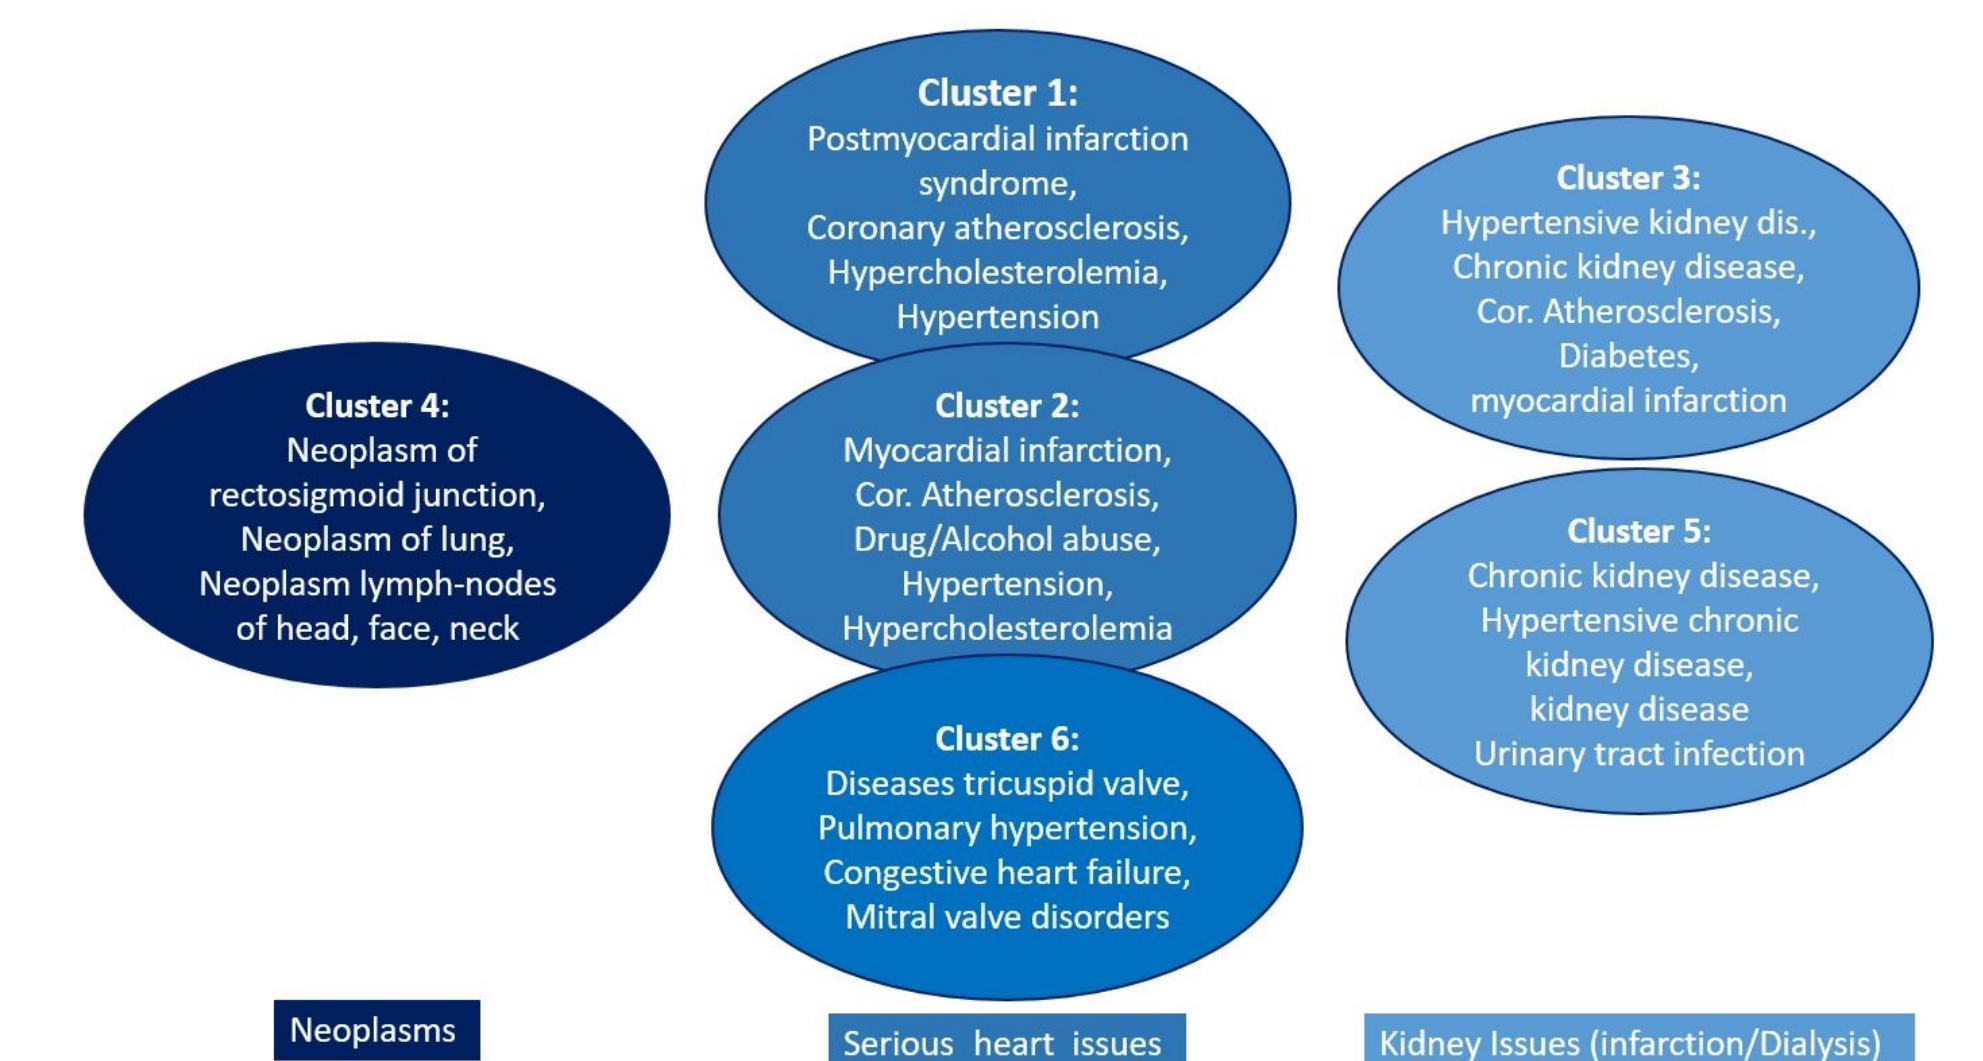 Cluster 1:
Postmyocardial infarction
syndrome,
Coronary atherosclerosis,
Hypercholesterolemia,
Hypertension
Cluster 3:
Hypertensive kidney dis.,
Chronic kidney disease,
Cor. Atherosclerosis,
Diabetes,
myocardial infarction
Cluster 4:
Neoplasm of
rectosigmoid junction,
Neoplasm of lung,
Neoplasm lymph-nodes
of head, face, neck
Cluster 2:
Myocardial infarction,
Cor. Atherosclerosis,
Drug/Alcohol abuse,
Hypertension,
Hypercholesterolemia
Cluster 5:
Chronic kidney disease,
Hypertensive chronic
kidney disease,
kidney disease
Urinary tract infection
Cluster 6:
Diseases tricuspid valve,
Pulmonary hypertension,
Congestive heart failure,
Mitral valve disorders
Neoplasms
Serious heart issues
Kidney Issues (infarction/Dialysis)